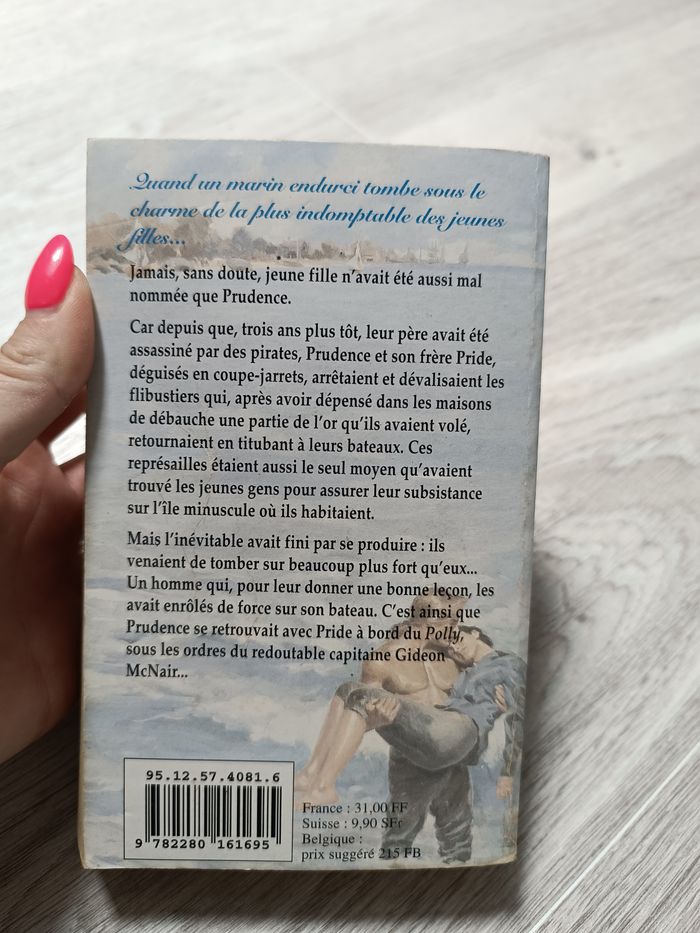 Quand un marin endurci tombe sous le
charme de la plus indomptable des jeunes
filles...
Jamais, sans doute, jeune fille n'avait été aussi mal
nommée que Prudence.
Car depuis que, trois ans plus tôt, leur père avait été
assassiné par des pirates, Prudence et son frère Pride,
déguisés en coupe-jarrets, arrêtaient et dévalisaient les
flibustiers qui, après avoir dépensé dans les maisons
de débauche une partie de l'or qu'ils avaient volé,
retournaient en titubant à leurs bateaux. Ces
représailles étaient aussi le seul moyen qu'avaient
trouvé les jeunes gens pour assurer leur subsistance
sur l'île minuscule où ils habitaient.
Mais l'inévitable avait fini par se produire : ils
venaient de tomber sur beaucoup plus fort qu'eux...
Un homme qui, pour leur donner une bonne leçon, les
avait enrôlés de force sur son bateau. C'est ainsi que
Prudence se retrouvait avec Pride à bord du Polly,
sous les ordres du redoutable capitaine Gideon
McNair...
95.12.57.4081.6
9 782280 161695
France : 31,00 FF
Suisse : 9,90 SFr
Belgique :
prix suggéré 215 FB